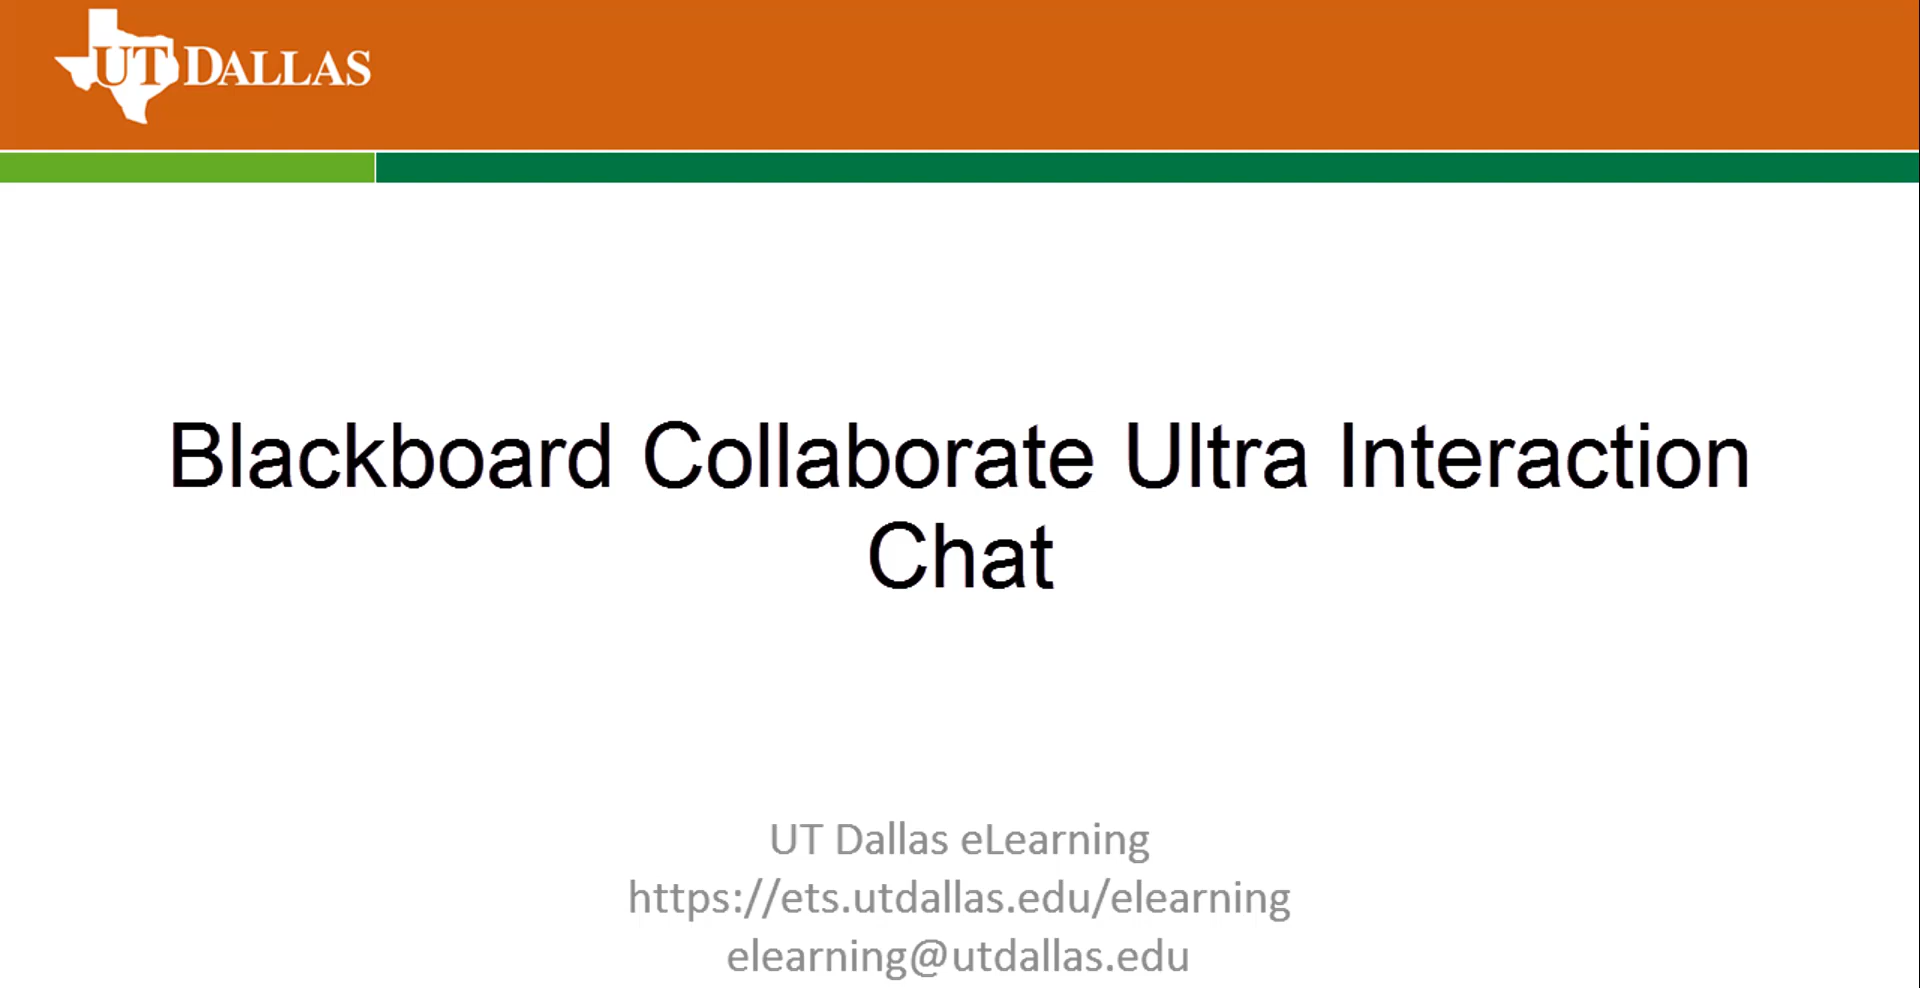 UT DALLAS
Blackboard Collaborate Ultra Interaction
Chat
UT Dallas eLearning
https://ets.utdallas.edu/elearning
elearning@utdallas.edu